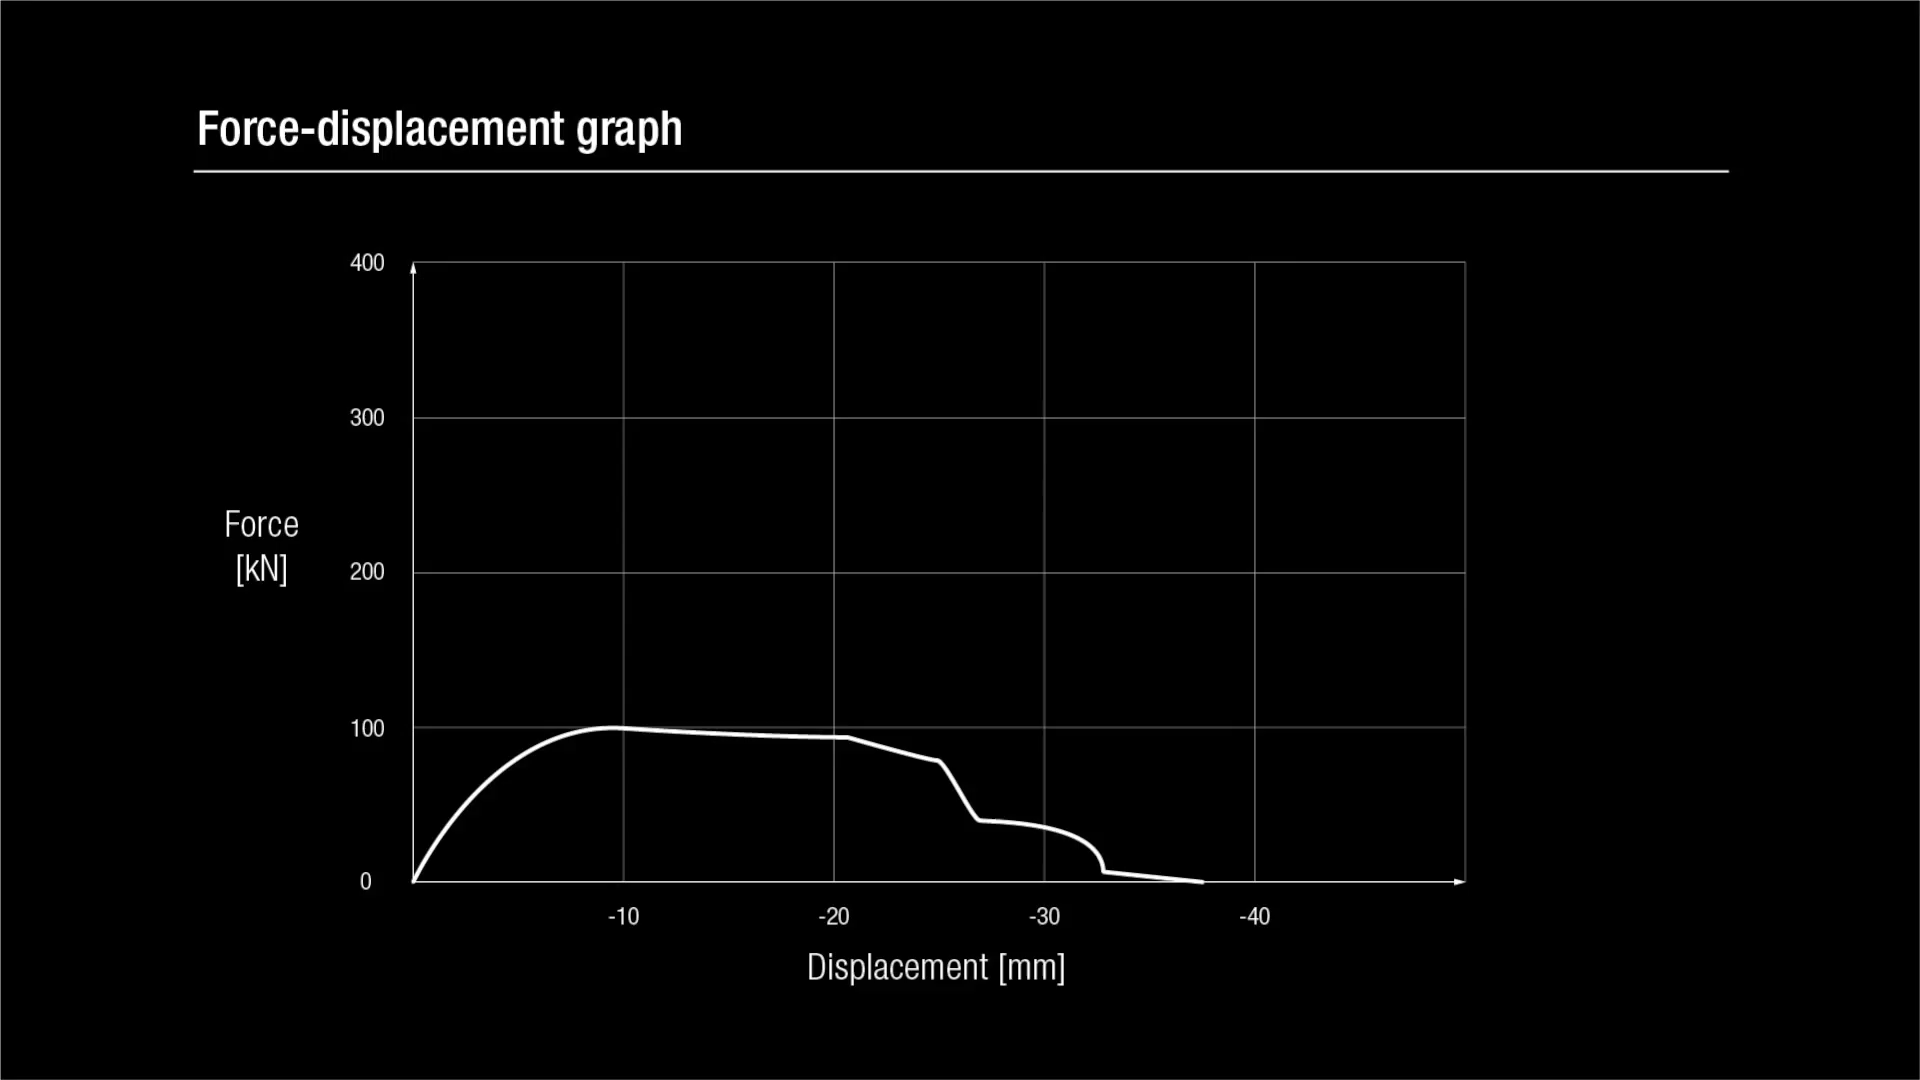 Force-displacement graph
400
300
Force
[kN]
200
100
0
-10 -20 -30 -40
Displacement [mm]